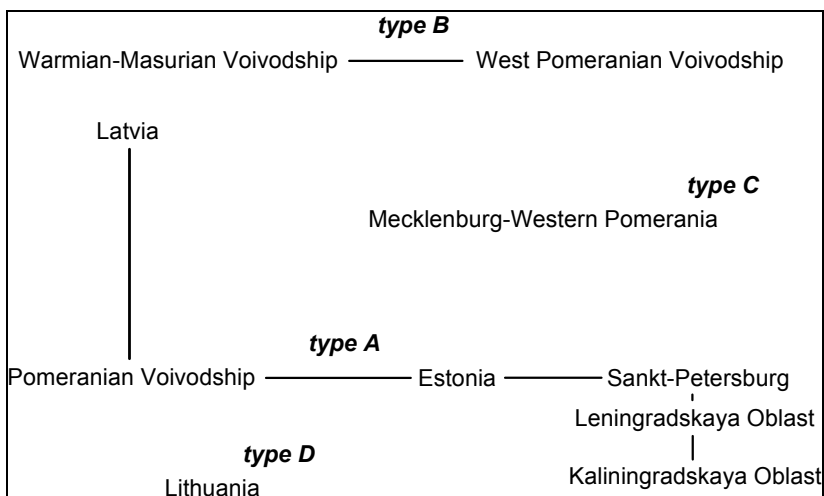 type B
Warmian-Masurian Voivodship
West Pomeranian Voivodship
Latvia
type C
Mecklenburg-Western Pomerania
type A
Pomeranian Voivodship
Estonia
Sankt-Petersburg
Leningradskaya Oblast
type D
Kaliningradskaya Oblast
Lithuania